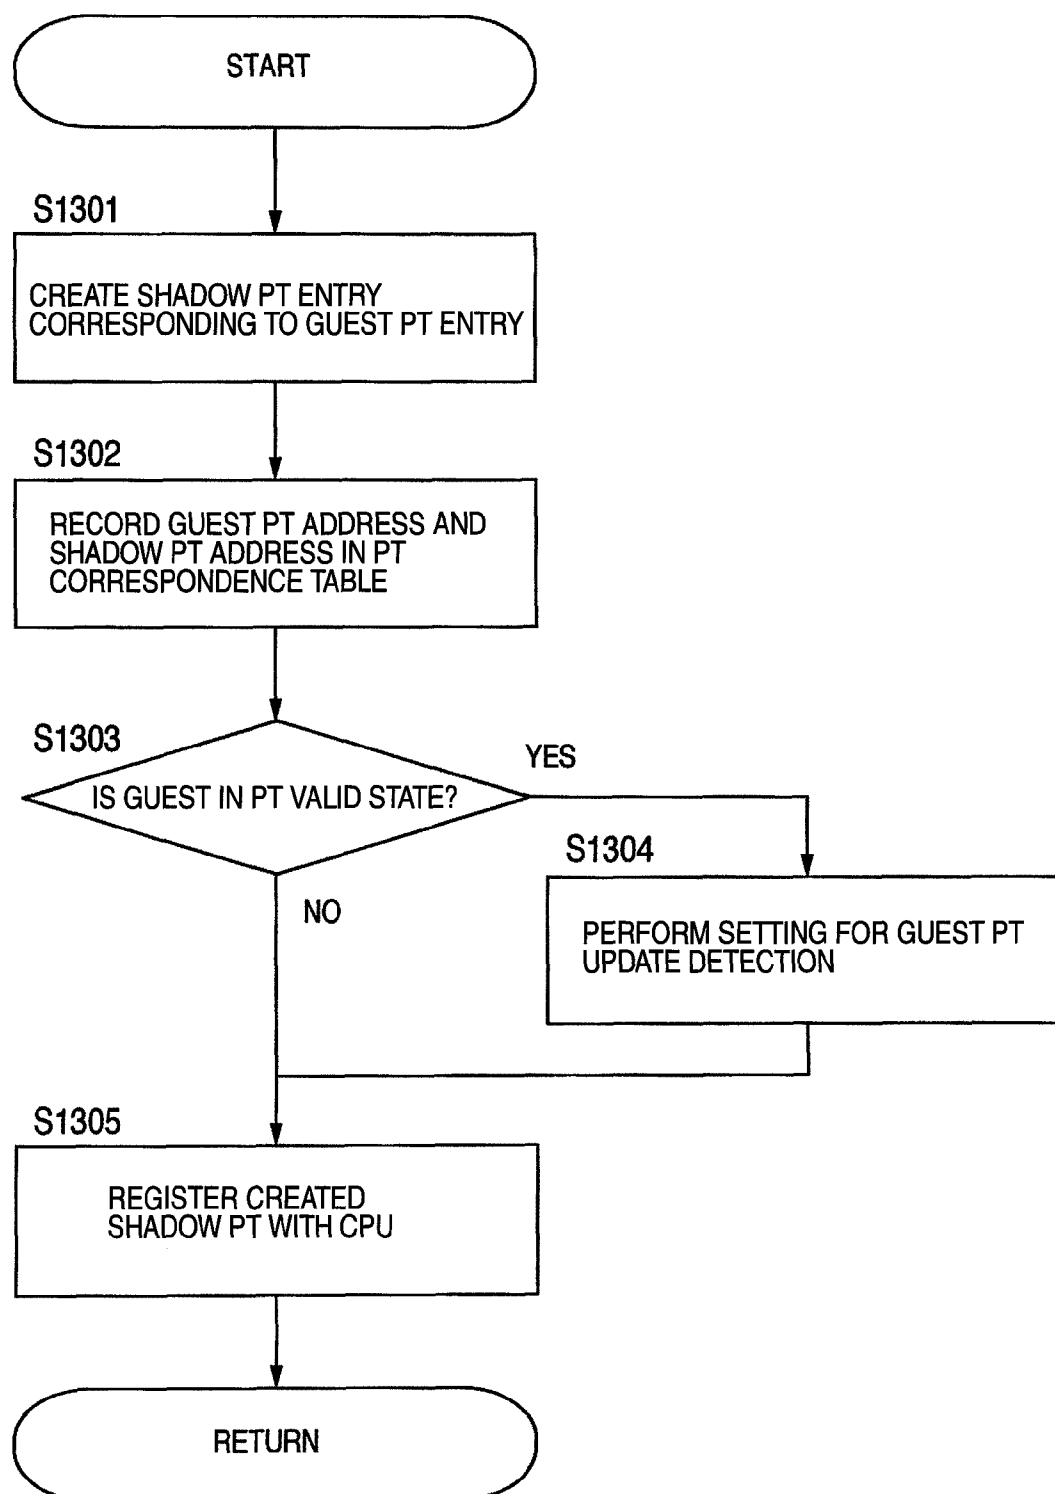 START
S1301
CREATE SHADOW PT ENTRY
CORRESPONDING TO GUEST PT ENTRY
S1302
RECORD GUEST PT ADDRESS AND
SHADOW PT ADDRESS IN PT
CORRESPONDENCE TABLE
S1303
IS GUEST IN PT VALID STATE?
YES
NO
S1304
PERFORM SETTING FOR GUEST PT
UPDATE DETECTION
S1305
REGISTER CREATED
SHADOW PT WITH CPU
RETURN